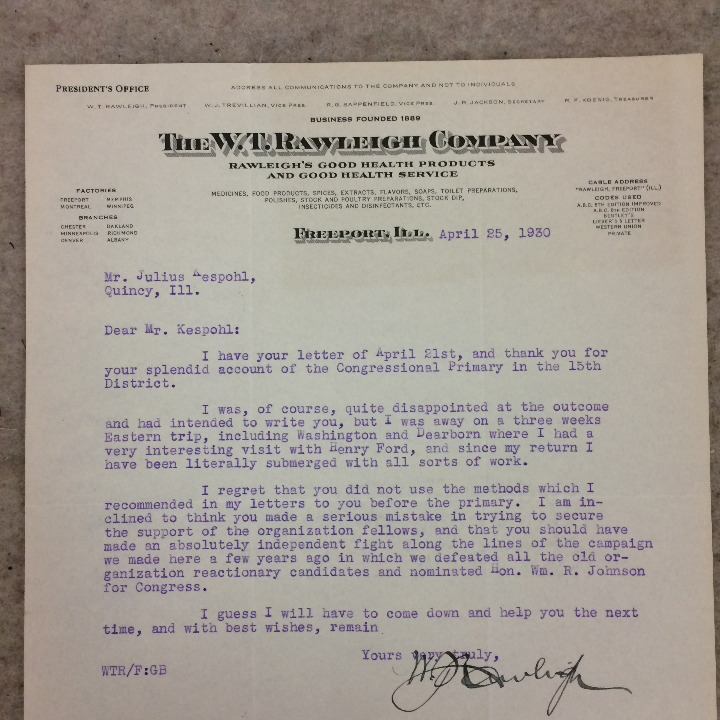 PRESIDENT'S OFFICE
ADDRESS ALL COMMUNICATIONS TO THE COMPANY AND NOT TO INDIVIDUALS
W. T. RAWLEIGH, PRESIDENT W. J. TREVILLIAN, VICE PRES. R. G. SAPPENFIELD, VICE PRES. J. R. JACKSON, SECRETARY R. F. KOENIG, TREASURER
BUSINESS FOUNDED 1889
THE W. T. RAWLEIGH COMPANY
RAWLEIGH'S GOOD HEALTH PRODUCTS
AND GOOD HEALTH SERVICE
MEDICINES, FOOD PRODUCTS, SPICES, EXTRACTS, FLAVORS, SOAPS, TOILET PREPARATIONS,
POLISHES, STOCK AND POULTRY PREPARATIONS, STOCK DIP,
INSECTICIDES AND DISINFECTANTS, ETC.
FACTORIES
FREEPORT MEMPHIS
MONTREAL WINNIPEG
BRANCHES
CHESTER OAKLAND
MINNEAPOLIS RICHMOND
DENVER ALBANY
CABLE ADDRESS
"RAWLEIGH, FREEPORT" (ILL)
CODES USED
A.B.C. 5TH EDITION IMPROVED
A.B.C. 6TH EDITION
BENTLEY'S
LIEBER'S 5 LETTER
WESTERN UNION
PRIVATE
FREEPORT, ILL. April 25, 1930
Mr. Julius Kespohl,
Quincy, Ill.
Dear Mr. Kespohl:
I have your letter of April 21st, and thank you for
your splendid account of the Congressional Primary in the 15th
District.
I was, of course, quite disappointed at the outcome
and had intended to write you, but I was away on a three weeks
Eastern trip, including Washington and Dearborn where I had a
very interesting visit with Henry Ford, and since my return I
have been literally submerged with all sorts of work.
I regret that you did not use the methods which I
recommended in my letters to you before the primary. I am in-
clined to think you made a serious mistake in trying to secure
the support of the organization fellows, and that you should have
made an absolutely independent fight along the lines of the campaign
we made here a few years ago in which we defeated all the old or-
ganization reactionary candidates and nominated Hon. Wm. R. Johnson
for Congress.
I guess I will have to come down and help you the next
time, and with best wishes, remain
Yours very truly,
W. T. Rawleigh
WTR/F:GB